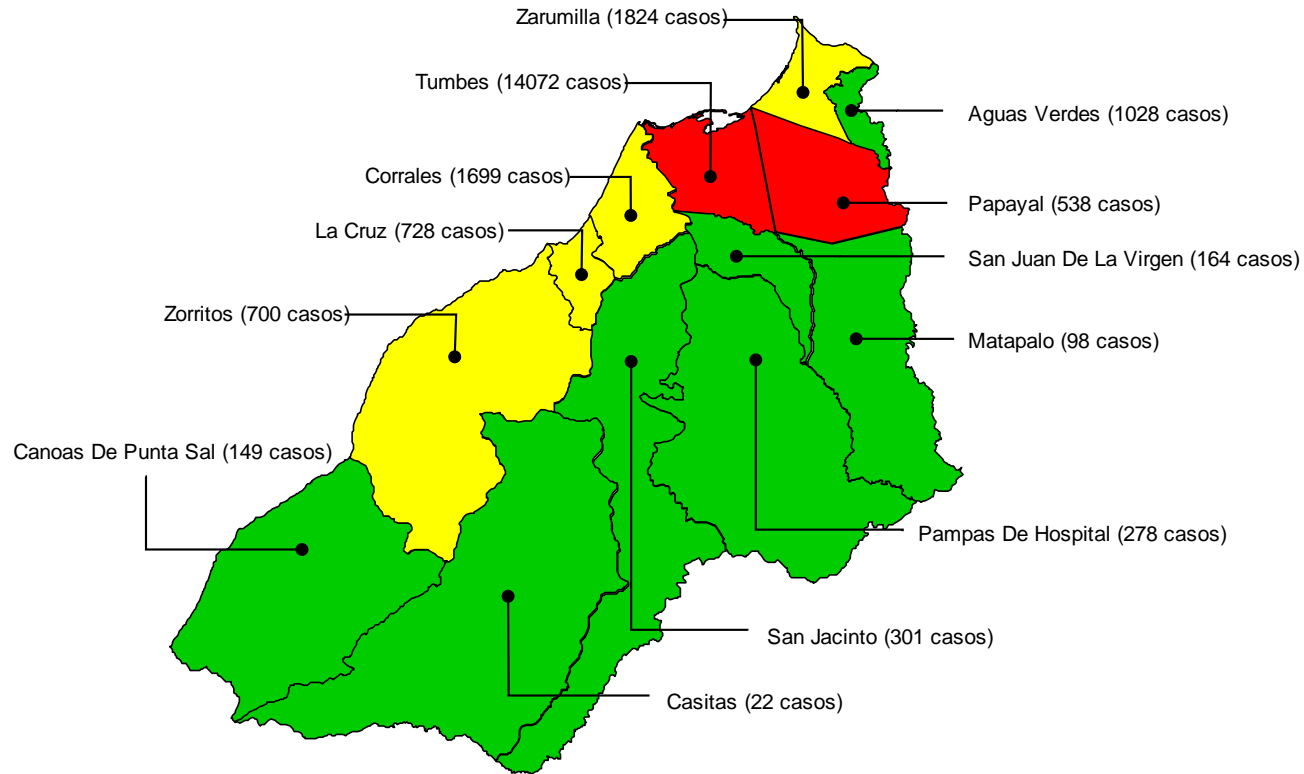 Zarumilla (1824 casos)
Tumbes (14072 casos)
Aguas Verdes (1028 casos)
Corrales (1699 casos)
Papayal (538 casos)
La Cruz (728 casos)
San Juan De La Virgen (164 casos)
Zorritos (700 casos)
Matapalo (98 casos)
Canoas De Punta Sal (149 casos)
Pampas De Hospital (278 casos)
San Jacinto (301 casos)
Casitas (22 casos)